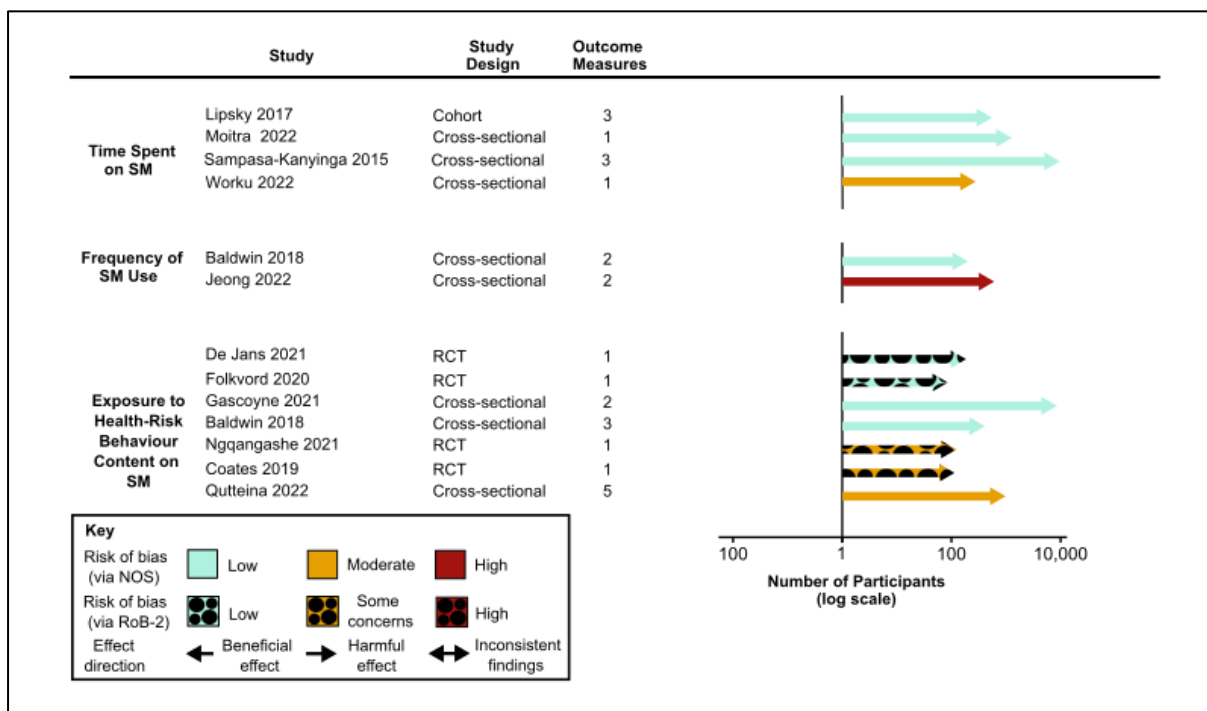 Study Study Design Outcome Measures
Time Spent on SM
Lipsky 2017 Cohort 3
Moitra 2022 Cross-sectional 1
Sampasa-Kanyinga 2015 Cross-sectional 3
Worku 2022 Cross-sectional 1
Frequency of SM Use
Baldwin 2018 Cross-sectional 2
Jeong 2022 Cross-sectional 2
Exposure to Health-Risk Behaviour Content on SM
De Jans 2021 RCT 1
Folkvord 2020 RCT 1
Gascoyne 2021 Cross-sectional 2
Baldwin 2018 Cross-sectional 3
Ngqangashe 2021 RCT 1
Coates 2019 RCT 1
Qutteina 2022 Cross-sectional 5
Key
Risk of bias (via NOS) Low Moderate High
Risk of bias (via RoB-2) Low Some concerns High
Effect direction Beneficial effect Harmful effect Inconsistent findings
100 1 100 10,000
Number of Participants
(log scale)